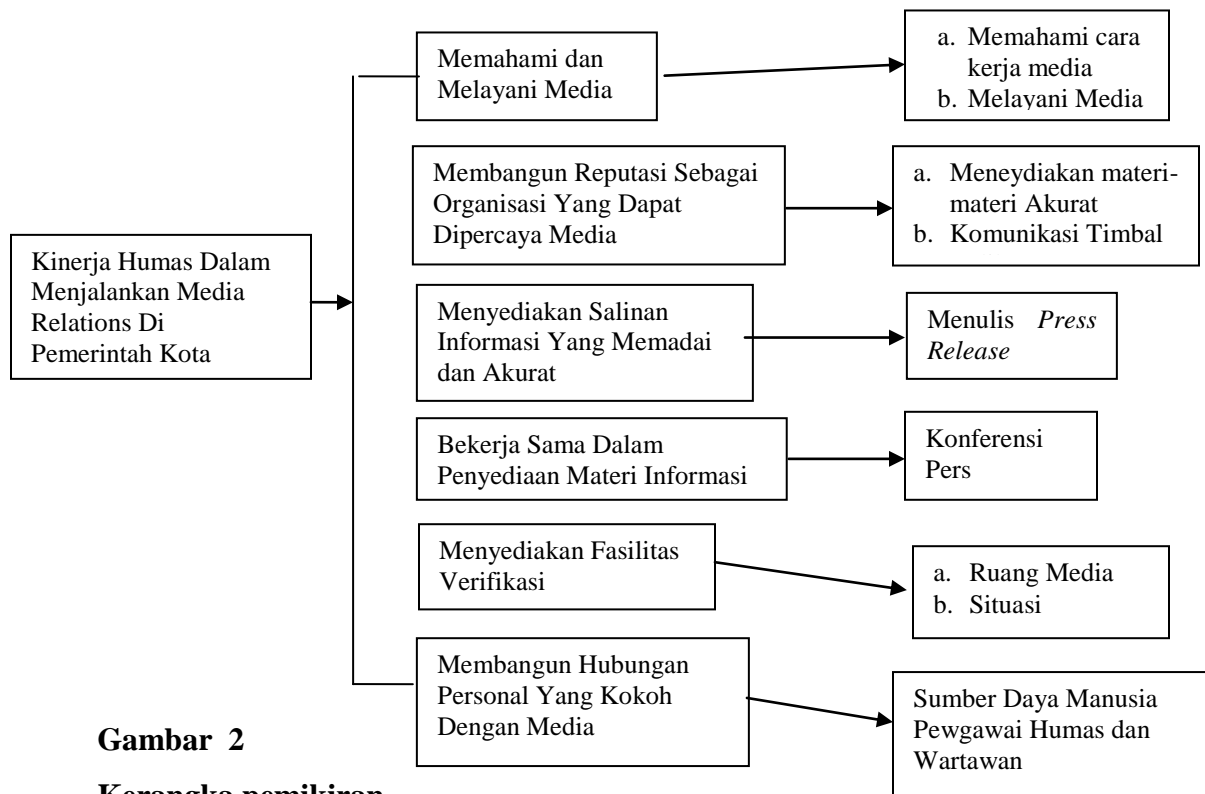 Kinerja Humas Dalam
Menjalankan Media
Relations Di
Pemerintah Kota
Memahami dan
Melayani Media
a. Memahami cara
kerja media
b. Melayani Media
Membangun Reputasi Sebagai
Organisasi Yang Dapat
Dipercaya Media
a. Meneydiakan materi-
materi Akurat
b. Komunikasi Timbal
Menyediakan Salinan
Informasi Yang Memadai
dan Akurat
Menulis Press
Release
Bekerja Sama Dalam
Penyediaan Materi Informasi
Konferensi
Pers
Menyediakan Fasilitas
Verifikasi
a. Ruang Media
b. Situasi
Membangun Hubungan
Personal Yang Kokoh
Dengan Media
Sumber Daya Manusia
Pewgawai Humas dan
Wartawan
Gambar 2
Kerangka pemikiran